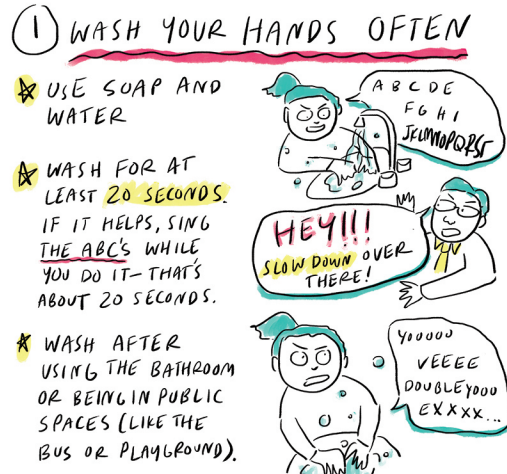 1 WASH YOUR HANDS OFTEN
USE SOAP AND
WATER
A B C D E
F G H I
JKLMNOPQRST
WASH FOR AT
LEAST 20 SECONDS.
IF IT HELPS, SING
THE ABC'S WHILE
YOU DO IT - THAT'S
ABOUT 20 SECONDS.
HEY!!!
SLOW DOWN OVER
THERE!
WASH AFTER
USING THE BATHROOM
OR BEING IN PUBLIC
SPACES (LIKE THE
BUS OR PLAYGROUND).
YOOOOO
VEEEE
DOUBLEYOOO
EXXXX...